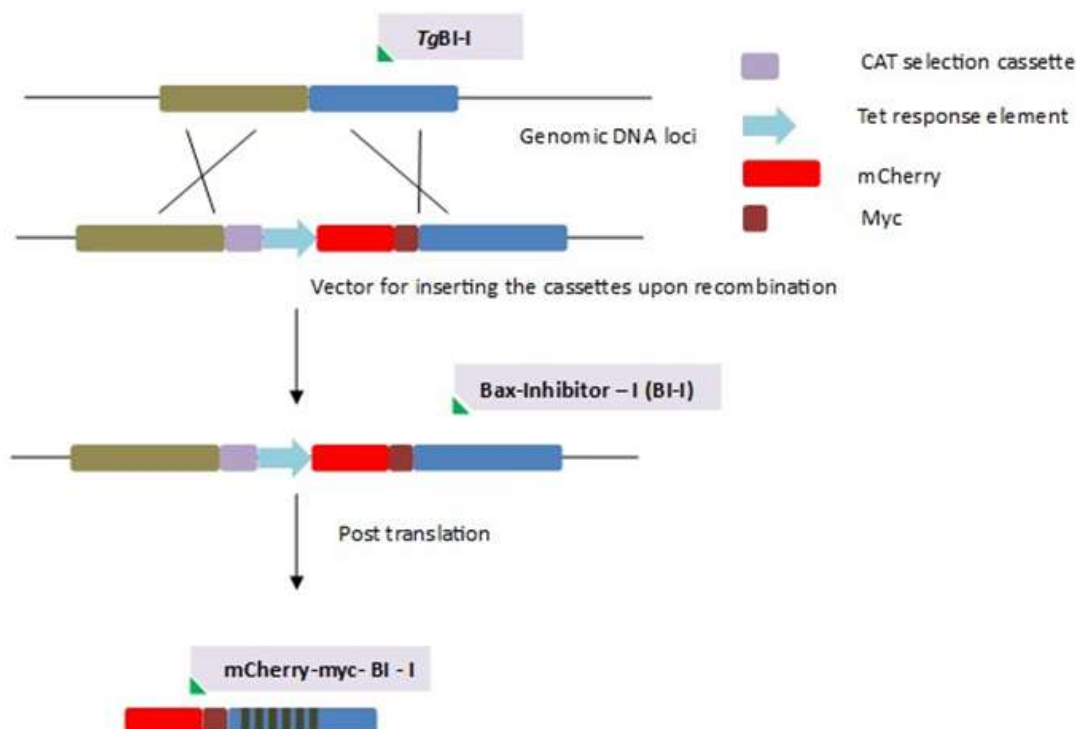 TgBI-I
CAT selection cassette
Tet response element
Genomic DNA loci
mCherry
Myc
Vector for inserting the cassettes upon recombination
Bax-Inhibitor – I (BI-I)
Post translation
mCherry-myc- BI - I